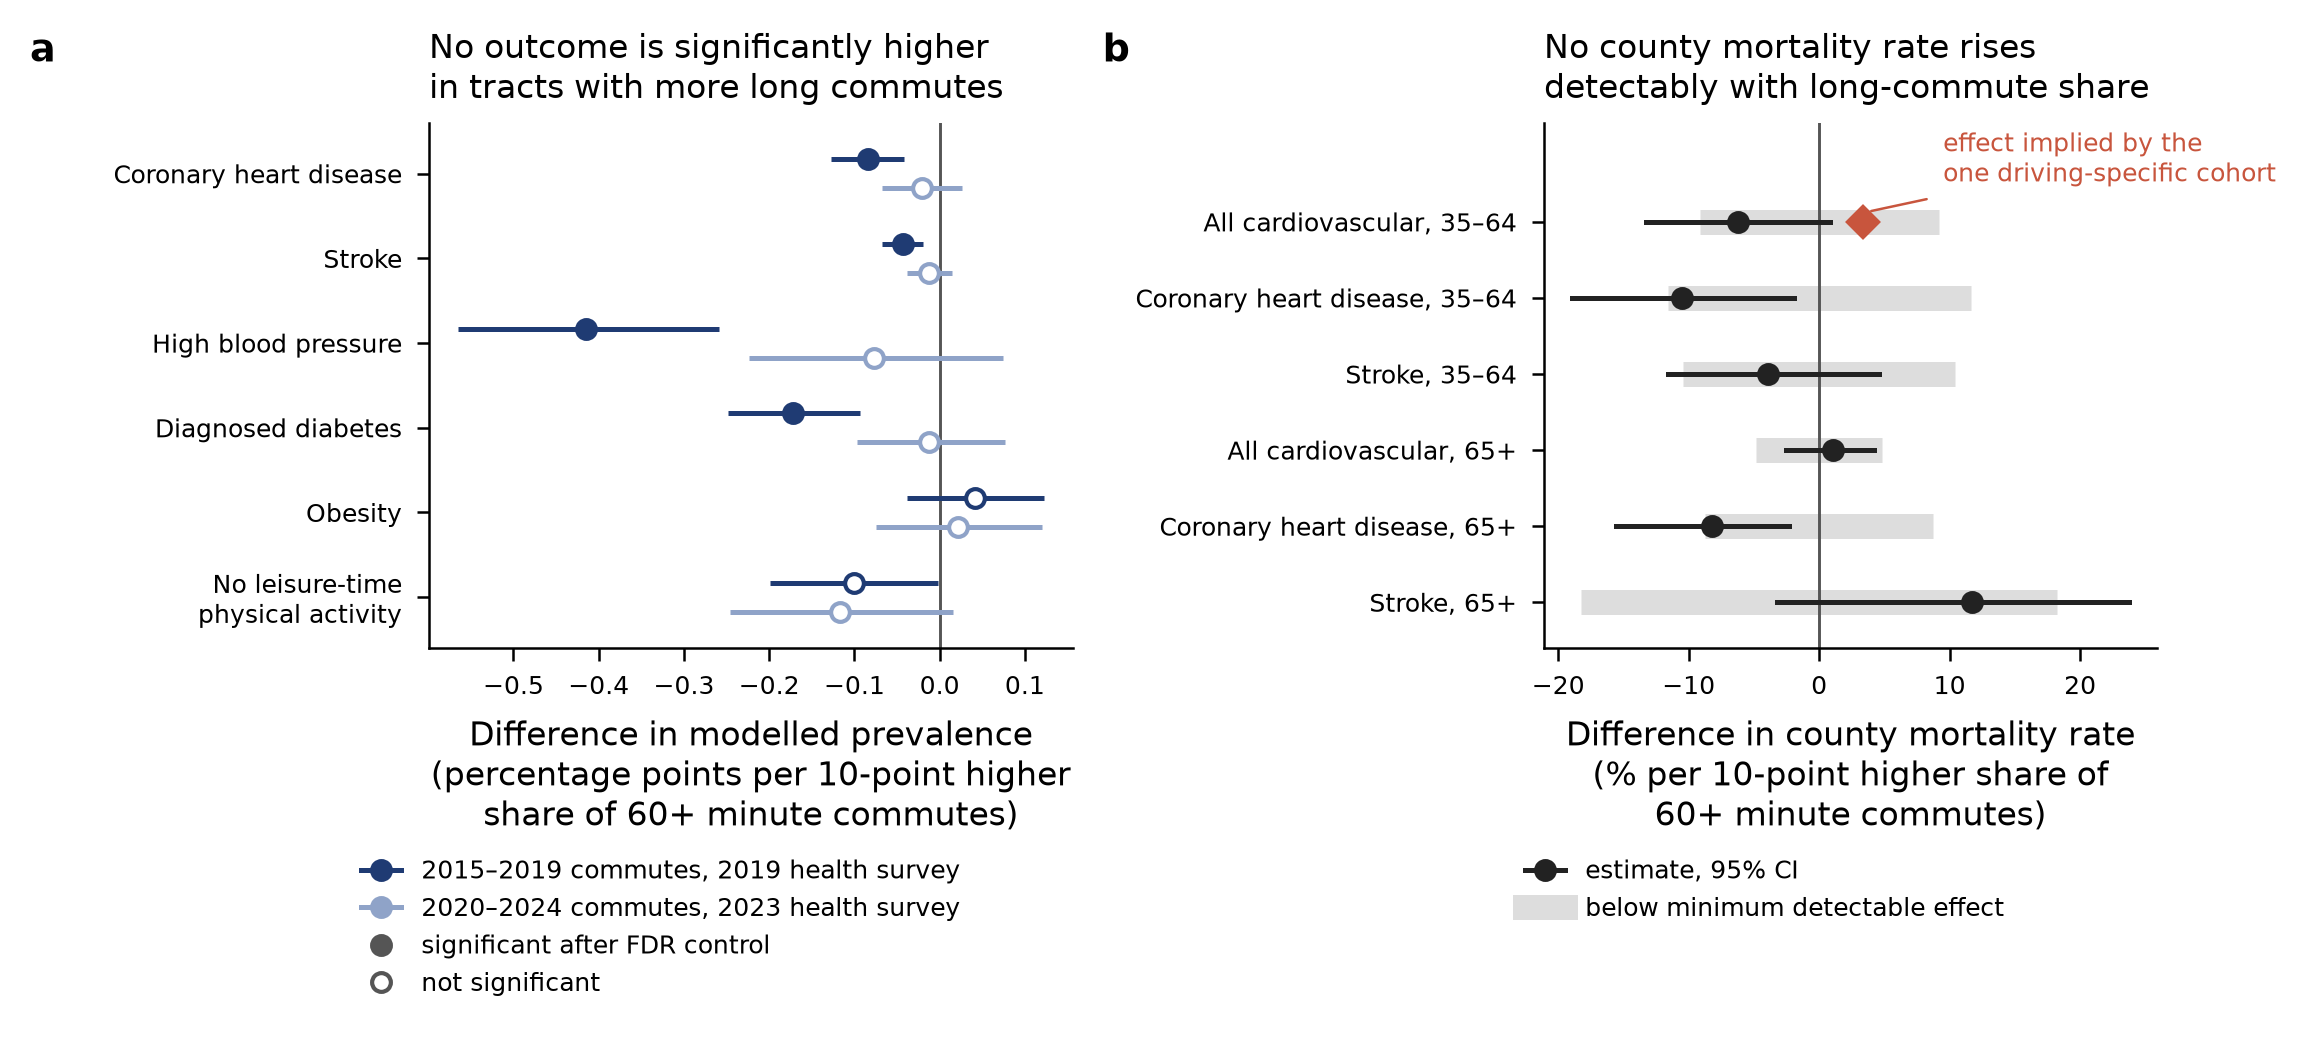 a
No outcome is significantly higher
in tracts with more long commutes
Coronary heart disease
Stroke
High blood pressure
Diagnosed diabetes
Obesity
No leisure-time
physical activity
−0.5 −0.4 −0.3 −0.2 −0.1 0.0 0.1
Difference in modelled prevalence
(percentage points per 10-point higher
share of 60+ minute commutes)
2015–2019 commutes, 2019 health survey
2020–2024 commutes, 2023 health survey
significant after FDR control
not significant
b
No county mortality rate rises
detectably with long-commute share
effect implied by the
one driving-specific cohort
All cardiovascular, 35–64
Coronary heart disease, 35–64
Stroke, 35–64
All cardiovascular, 65+
Coronary heart disease, 65+
Stroke, 65+
−20 −10 0 10 20
Difference in county mortality rate
(% per 10-point higher share of
60+ minute commutes)
estimate, 95% CI
below minimum detectable effect